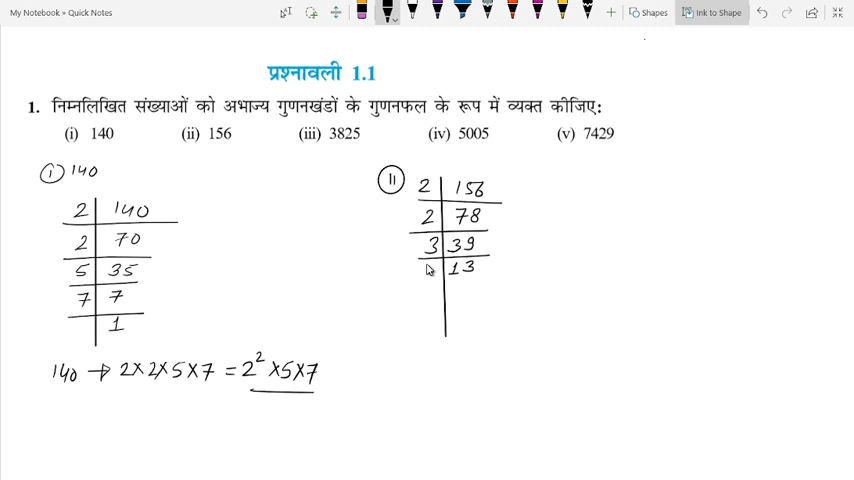 My Notebook » Quick Notes
Shapes
Ink to Shape
प्रश्नावली 1.1
1. निम्नलिखित संख्याओं को अभाज्य गुणनखंडों के गुणनफल के रूप में व्यक्त कीजिए:
(i) 140 (ii) 156 (iii) 3825 (iv) 5005 (v) 7429
(i) 140
2 | 140
2 | 70
5 | 35
7 | 7
1
140 → 2×2×5×7 = 2² ×5×7
(II)
2 | 156
2 | 78
3 | 39
13